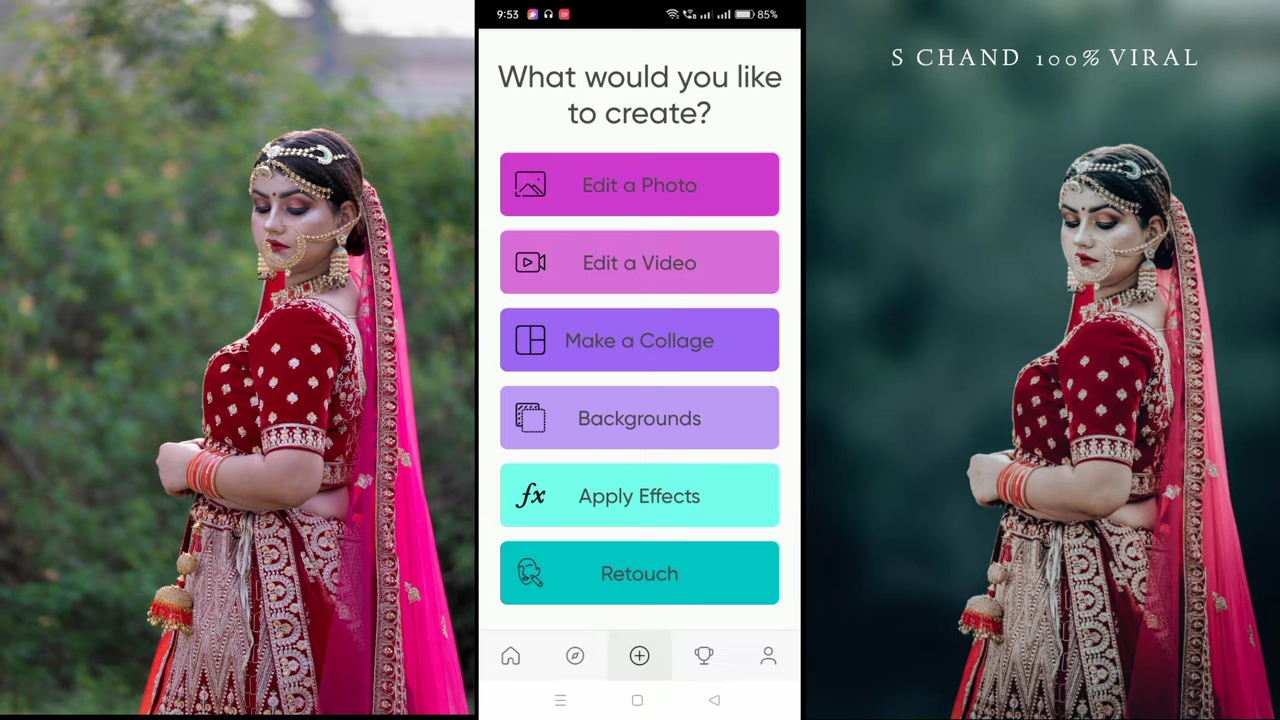 9:53
85%
What would you like
to create?
Edit a Photo
Edit a Video
Make a Collage
Backgrounds
fx
Apply Effects
Retouch
S CHAND 100% VIRAL